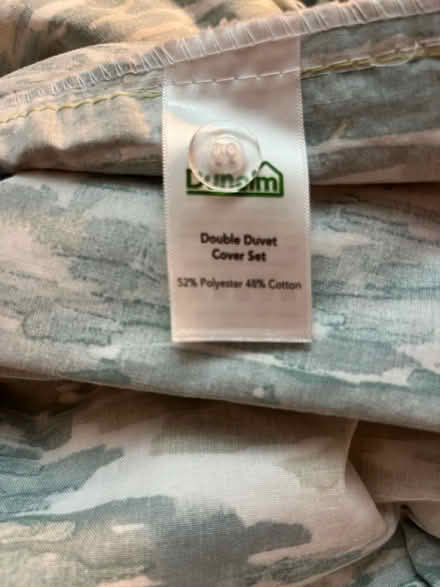 Dunelm
Double Duvet
Cover Set
52% Polyester 48% Cotton